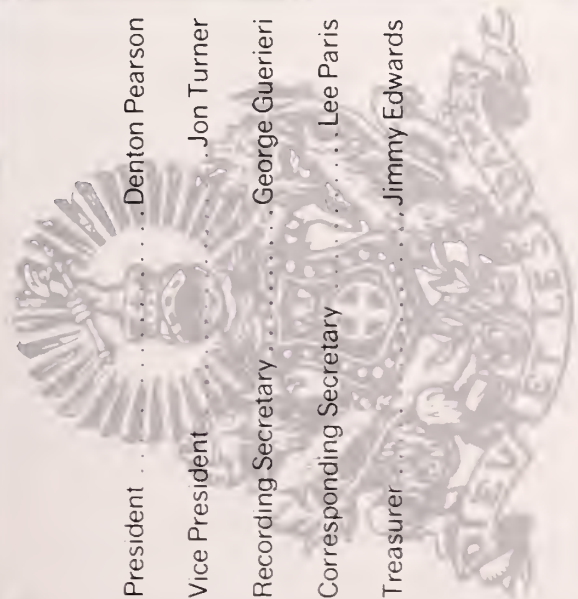 President . . . . . . . . . . . . . . . . Denton Pearson
Vice President . . . . . . . . . . . . . . . . . Jon Turner
Recording Secretary . . . . . . . . . George Guerieri
Corresponding Secretary . . . . . . . . . Lee Paris
Treasurer . . . . . . . . . . . . . . . . Jimmy Edwards